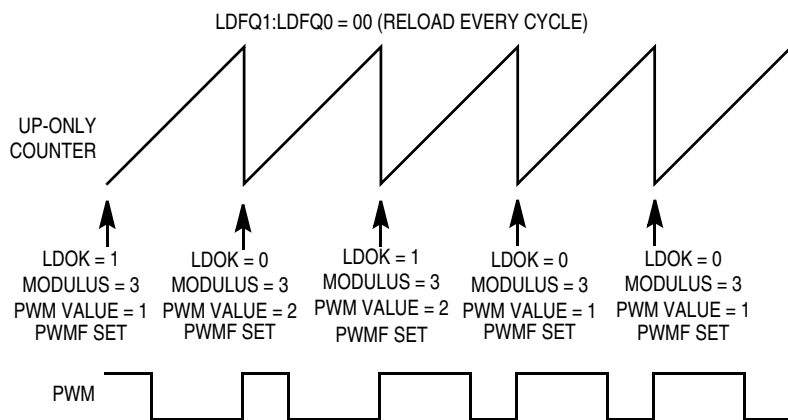 LDFQ1:LDFQ0 = 00 (RELOAD EVERY CYCLE)
UP-ONLY
COUNTER
LDOK = 1
MODULUS = 3
PWM VALUE = 1
PWMF SET
LDOK = 0
MODULUS = 3
PWM VALUE = 2
PWMF SET
LDOK = 1
MODULUS = 3
PWM VALUE = 2
PWMF SET
LDOK = 0
MODULUS = 3
PWM VALUE = 1
PWMF SET
LDOK = 0
MODULUS = 3
PWM VALUE = 1
PWMF SET
PWM